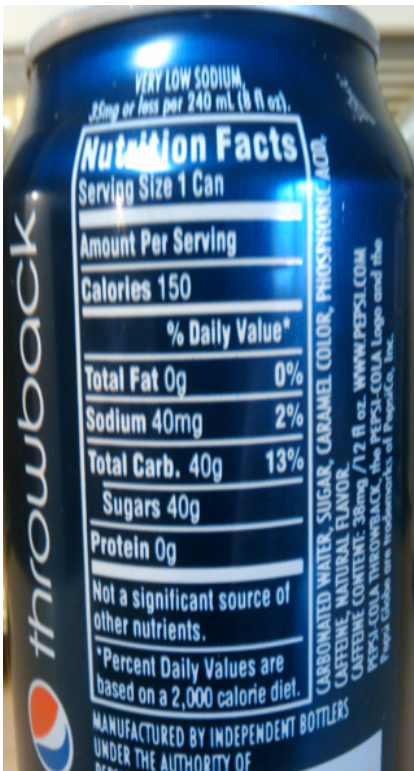 VERY LOW SODIUM,
35mg or less per 240 mL (8 fl oz).
Nutrition Facts
Serving Size 1 Can
Amount Per Serving
Calories 150
% Daily Value*
Total Fat 0g 0%
Sodium 40mg 2%
Total Carb. 40g 13%
Sugars 40g
Protein 0g
Not a significant source of
other nutrients.
*Percent Daily Values are
based on a 2,000 calorie diet.
MANUFACTURED BY INDEPENDENT BOTTLERS
UNDER THE AUTHORITY OF
throwback
CARBONATED WATER, SUGAR, CARAMEL COLOR, PHOSPHORIC ACID,
CAFFEINE, NATURAL FLAVOR.
CAFFEINE CONTENT: 38mg/12 fl oz. WWW.PEPSI.COM
PEPSI-COLA THROWBACK, the PEPSI COLA Logo and the
Pepsi Globe are trademarks of PepsiCo, Inc.